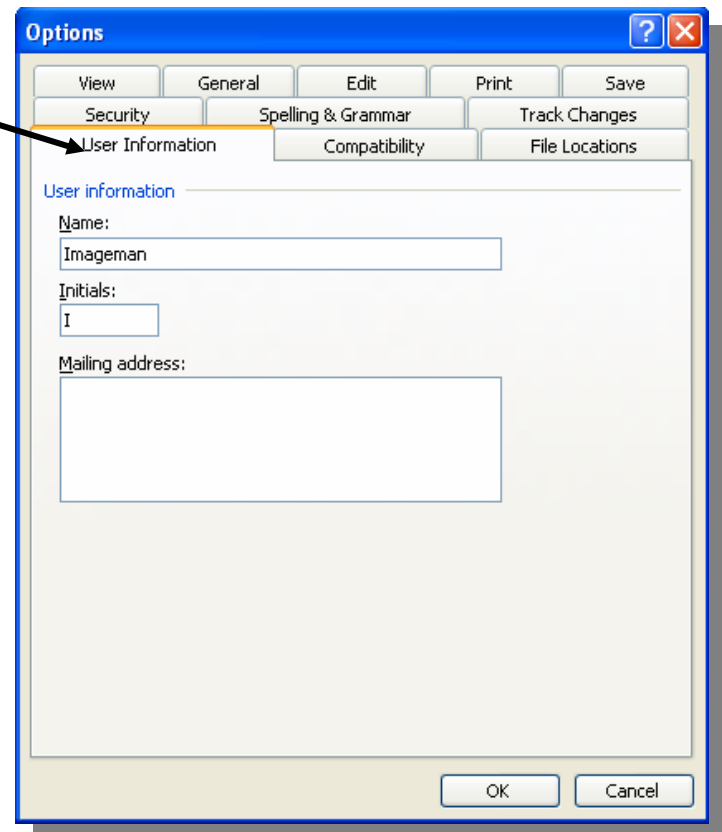 Options
View General Edit Print Save
Security Spelling & Grammar Track Changes
User Information Compatibility File Locations
User information
Name:
Imageman
Initials:
I
Mailing address:
OK Cancel